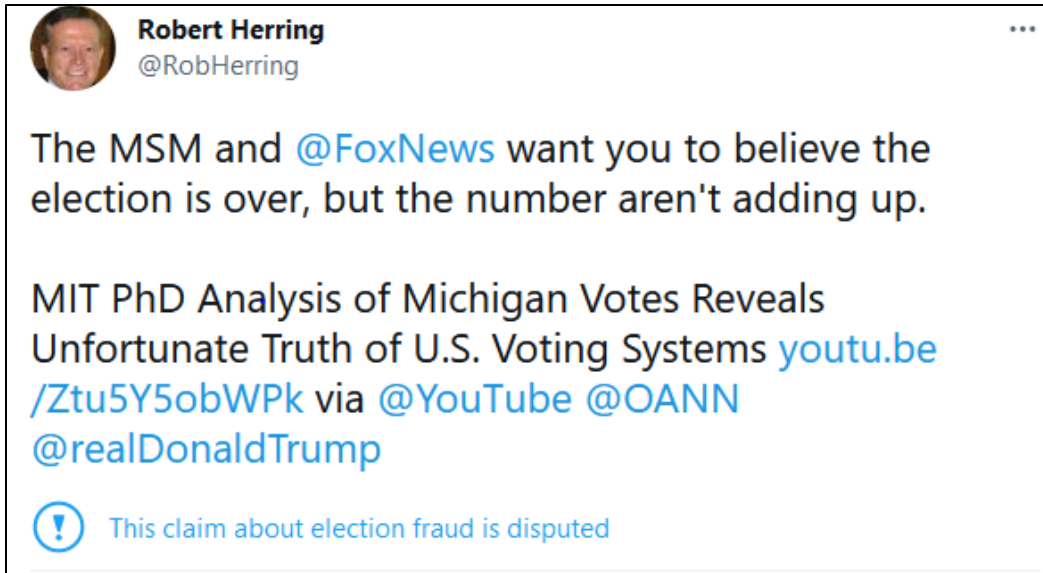 Robert Herring
@RobHerring
The MSM and @FoxNews want you to believe the
election is over, but the number aren't adding up.
MIT PhD Analysis of Michigan Votes Reveals
Unfortunate Truth of U.S. Voting Systems youtu.be
/Ztu5Y5obWPk via @YouTube @OANN
@realDonaldTrump
This claim about election fraud is disputed